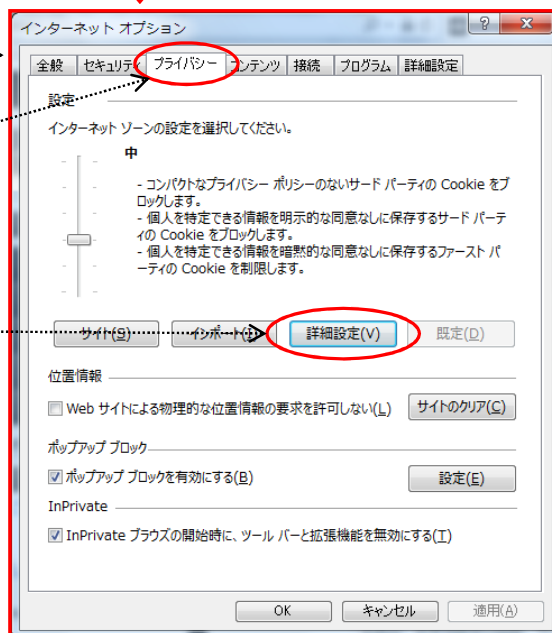 インターネット オプション
全般 セキュリティ プライバシー コンテンツ 接続 プログラム 詳細設定
設定
インターネット ゾーンの設定を選択してください。
中
- コンパクトなプライバシー ポリシーのないサード パーティの Cookie をブ
ロックします。
- 個人を特定できる情報を明示的な同意なしに保存するサード パーテ
ィの Cookie をブロックします。
- 個人を特定できる情報を暗黙的な同意なしに保存するファースト パ
ーティの Cookie を制限します。
サイト(S) インポート(I) 詳細設定(V) 既定(D)
位置情報
Web サイトによる物理的な位置情報の要求を許可しない(L) サイトのクリア(C)
ポップアップ ブロック
ポップアップ ブロックを有効にする(B) 設定(E)
InPrivate
InPrivate ブラウズの開始時に、ツール バーと拡張機能を無効にする(T)
OK キャンセル 適用(A)